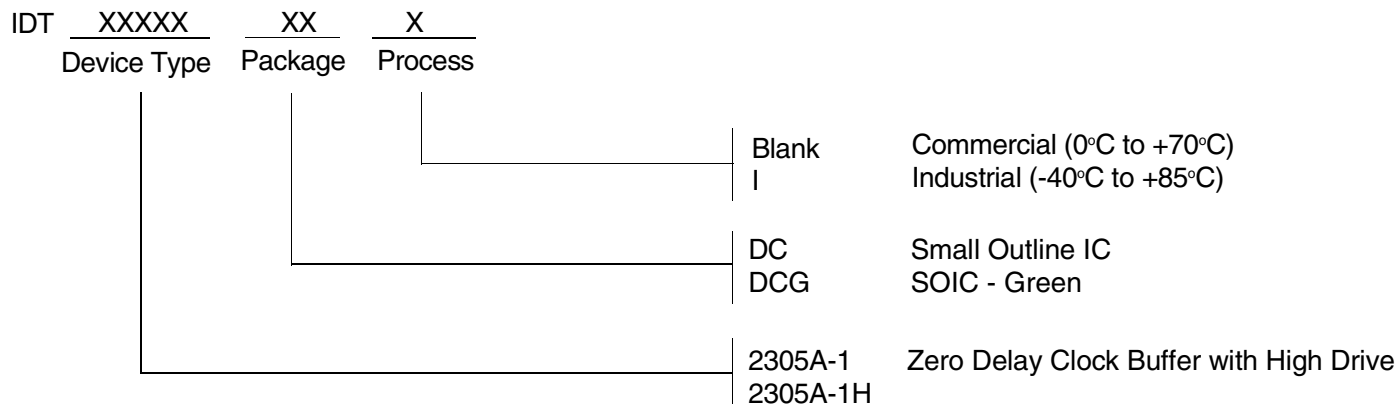 IDT XXXXX XX X
Device Type Package Process
Blank Commercial (0°C to +70°C)
I Industrial (-40°C to +85°C)
DC Small Outline IC
DCG SOIC - Green
2305A-1 Zero Delay Clock Buffer with High Drive
2305A-1H